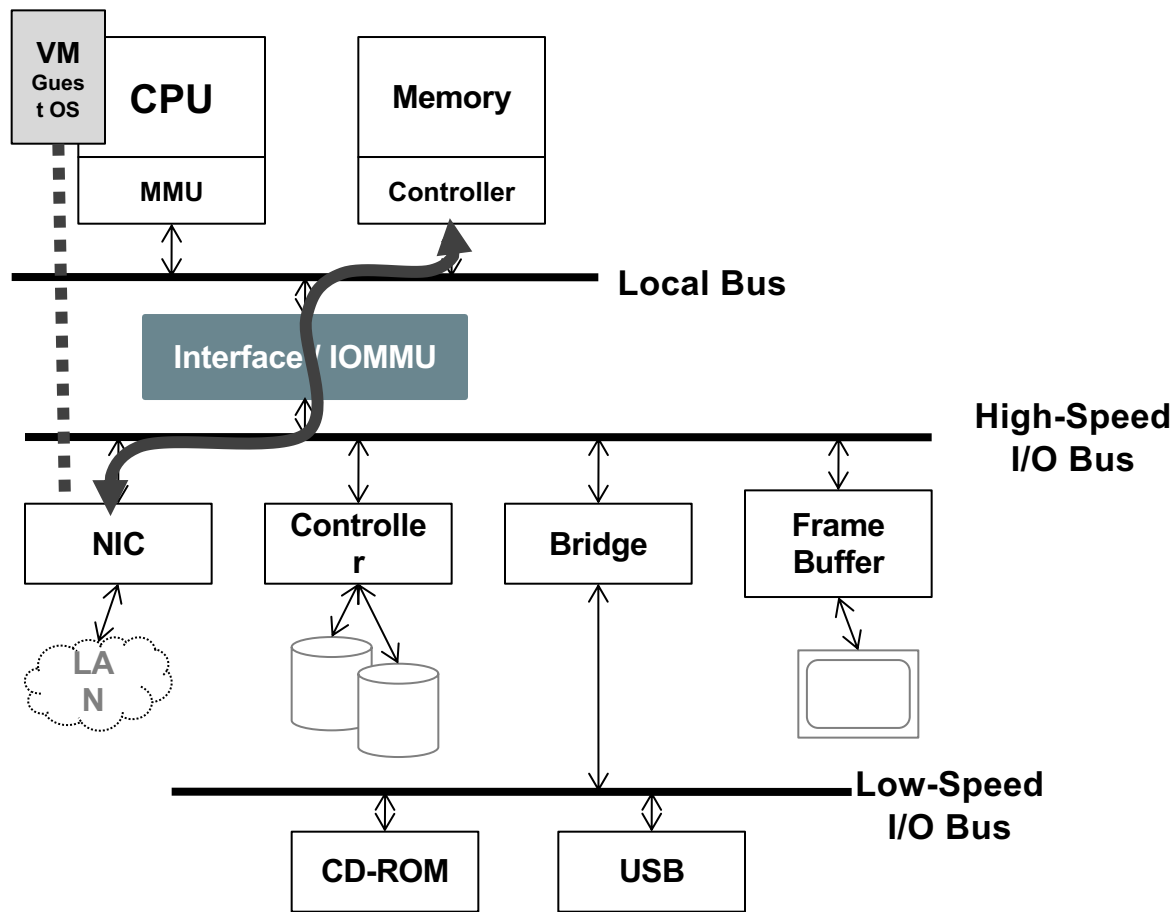 VM
Gues
t OS
CPU
Memory
MMU
Controller
Local Bus
Interface / IOMMU
High-Speed
I/O Bus
NIC
Controlle
r
Bridge
Frame
Buffer
LA
N
Low-Speed
I/O Bus
CD-ROM
USB